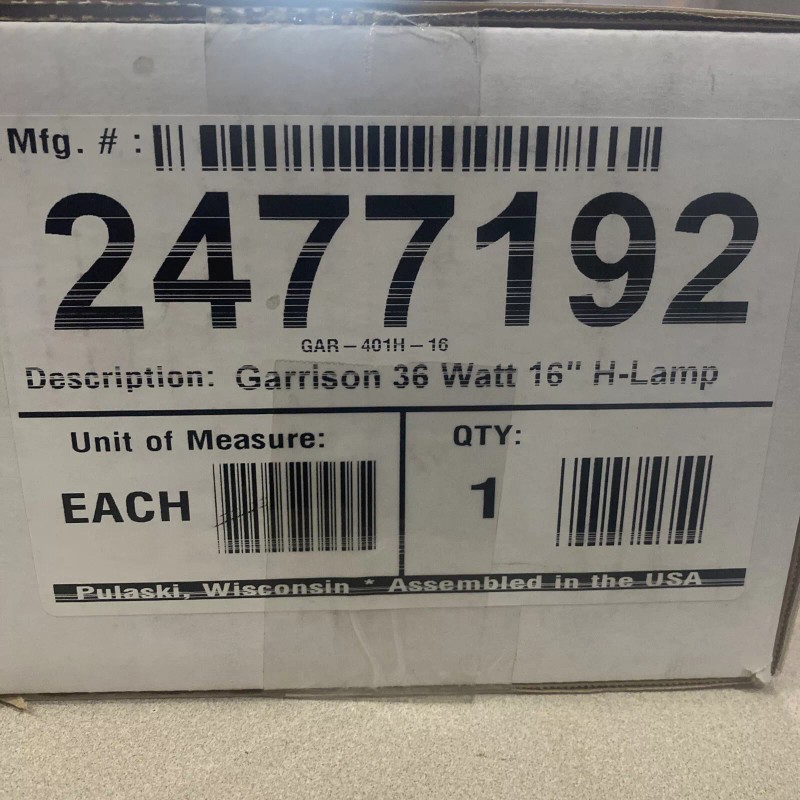 Mfg. # :
2477192
GAR-401H-16
Description: Garrison 36 Watt 16" H-Lamp
Unit of Measure:
EACH
QTY:
1
Pulaski, Wisconsin * Assembled in the USA